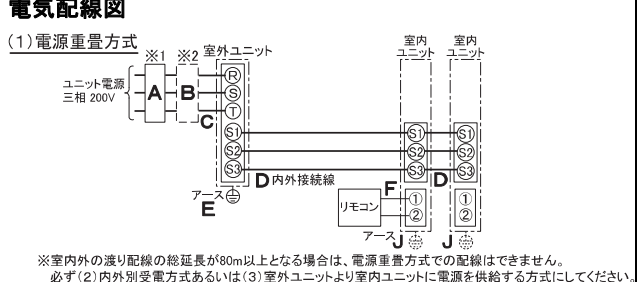 電気配線図
(1)電源重畳方式
※1 ※2 室外ユニット
室内
ユニット
室内
ユニット
ユニット電源
三相 200V
A
B
C
R
S
T
S1
S2
S3
S1
S2
S3
S1
S2
S3
D 内外接続線
D
アース
E
リモコン
F
①
②
①
②
アース J
J
※室内外の渡り配線の総延長が80m以上となる場合は、電源重畳方式での配線はできません。
必ず(2)内外別受電方式あるいは(3)室外ユニットより室内ユニットに電源を供給する方式にしてください。